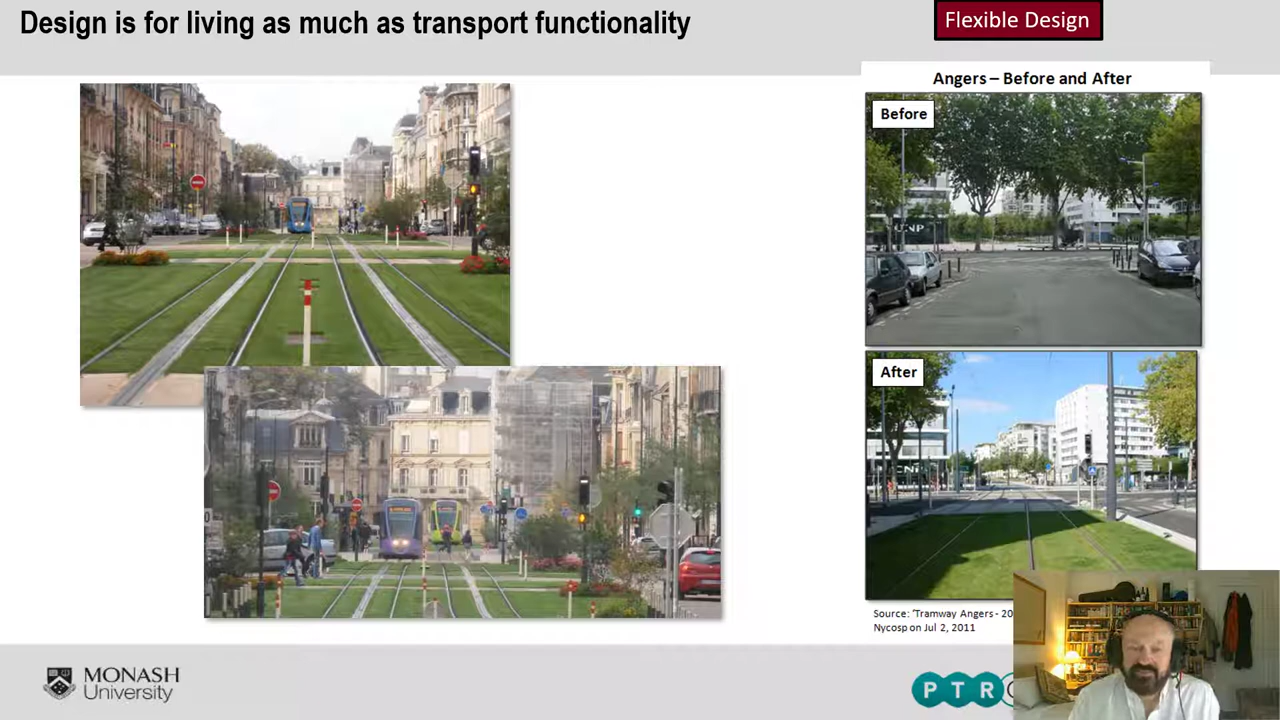 Design is for living as much as transport functionality
Flexible Design
Angers – Before and After
Before
UNP
After
Source: "Tramway Angers - 20
Nycosp on Jul 2, 2011
MONASH
University
PTR